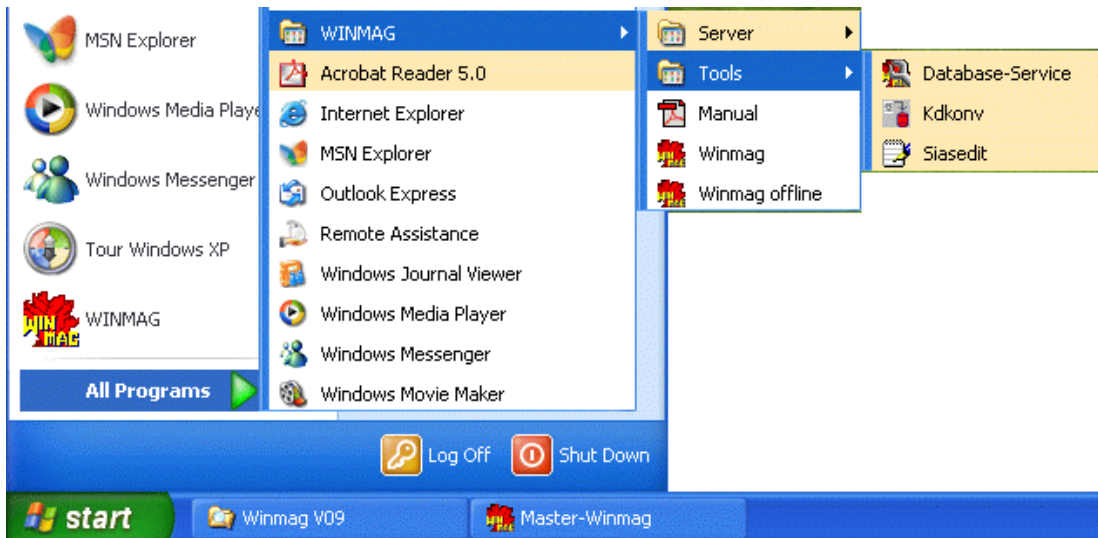 MSN Explorer
Windows Media Playe
Windows Messenger
Tour Windows XP
WIN
MAG
WINMAG
All Programs
WINMAG
Acrobat Reader 5.0
Internet Explorer
MSN Explorer
Outlook Express
Remote Assistance
Windows Journal Viewer
Windows Media Player
Windows Messenger
Windows Movie Maker
Server
Tools
Manual
Winmag
Winmag offline
Database-Service
Kdkonv
Siasedit
Log Off
Shut Down
start
Winmag V09
Master-Winmag